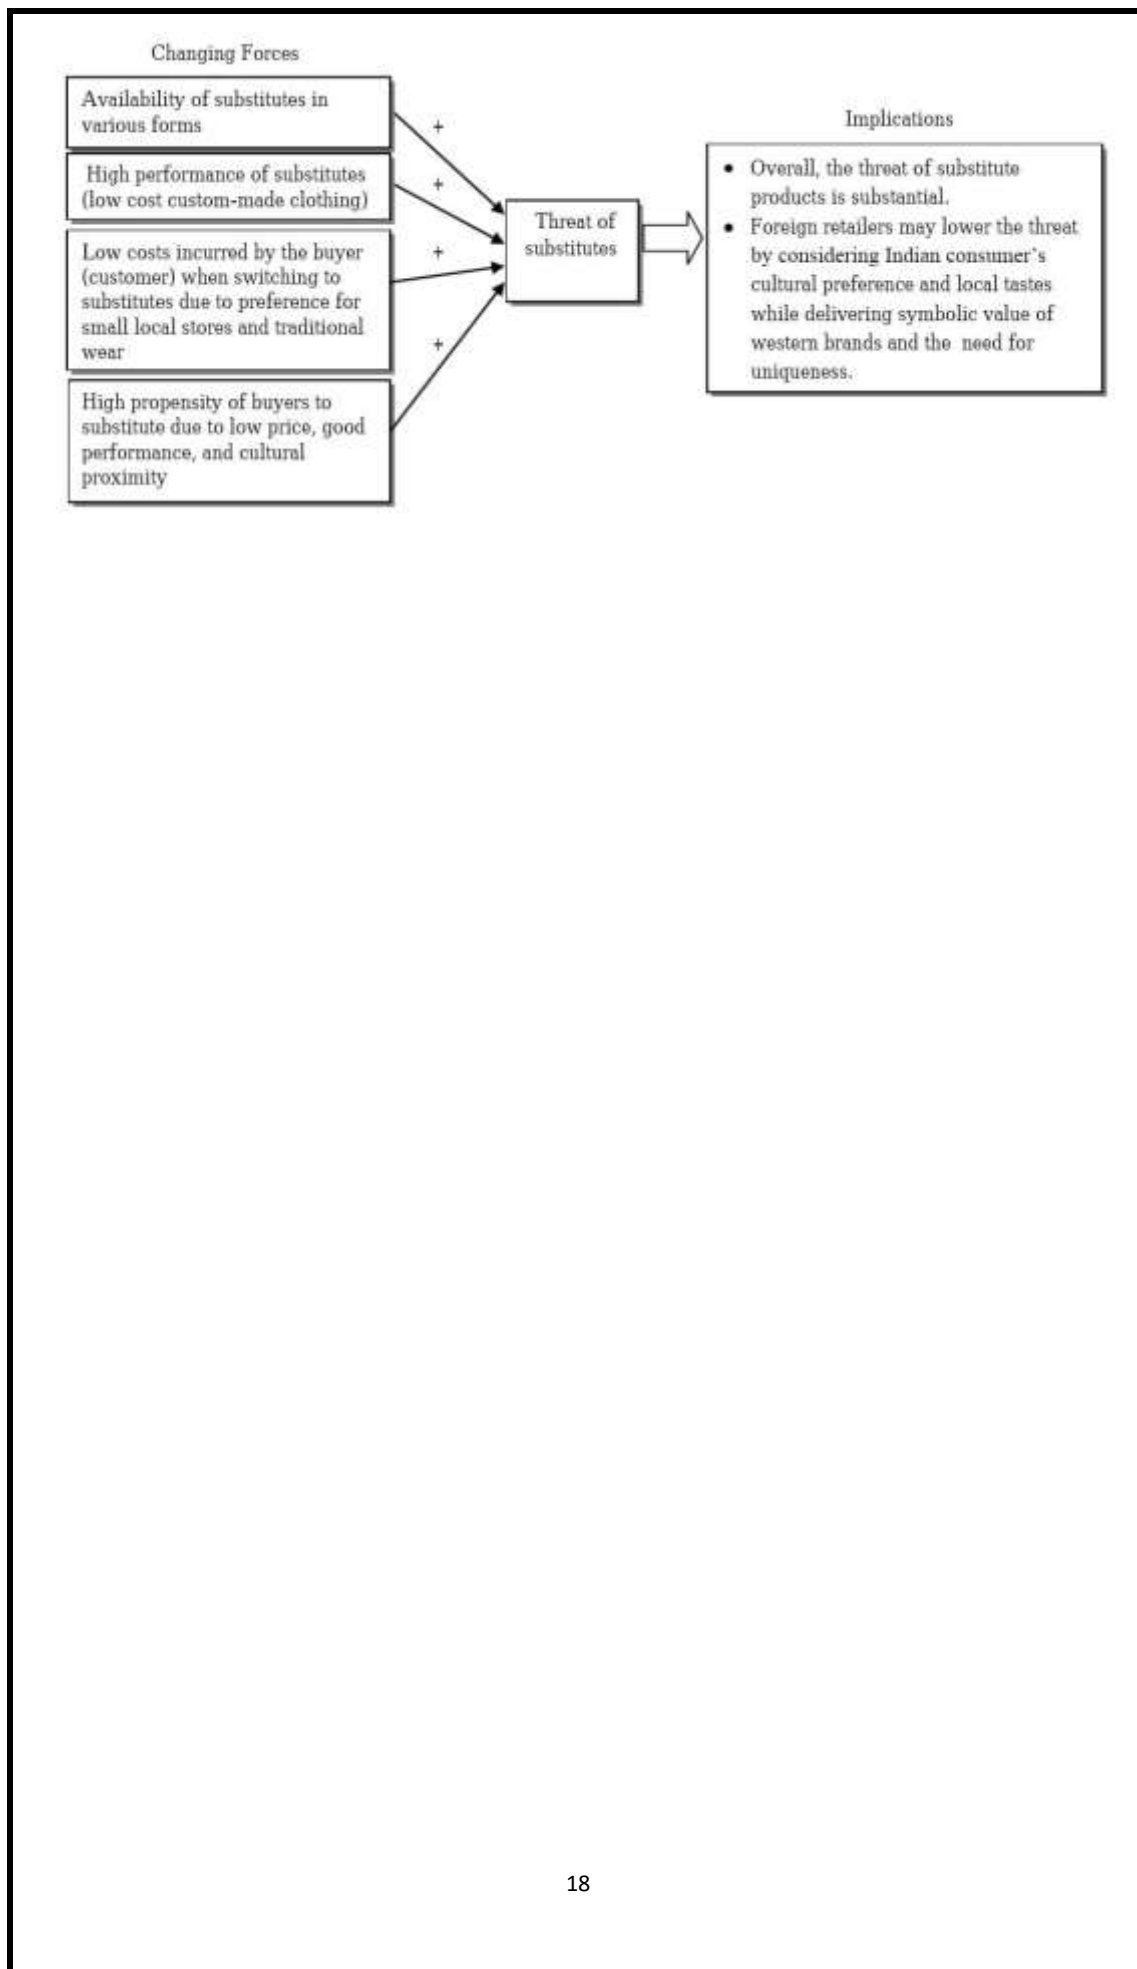 Changing Forces
Availability of substitutes in
various forms
+
High performance of substitutes
(low cost custom-made clothing)
+
Low costs incurred by the buyer
(customer) when switching to
substitutes due to preference for
small local stores and traditional
wear
+
High propensity of buyers to
substitute due to low price, good
performance, and cultural
proximity
+
Threat of
substitutes
Implications
• Overall, the threat of substitute
products is substantial.
• Foreign retailers may lower the threat
by considering Indian consumer's
cultural preference and local tastes
while delivering symbolic value of
western brands and the need for
uniqueness.
18